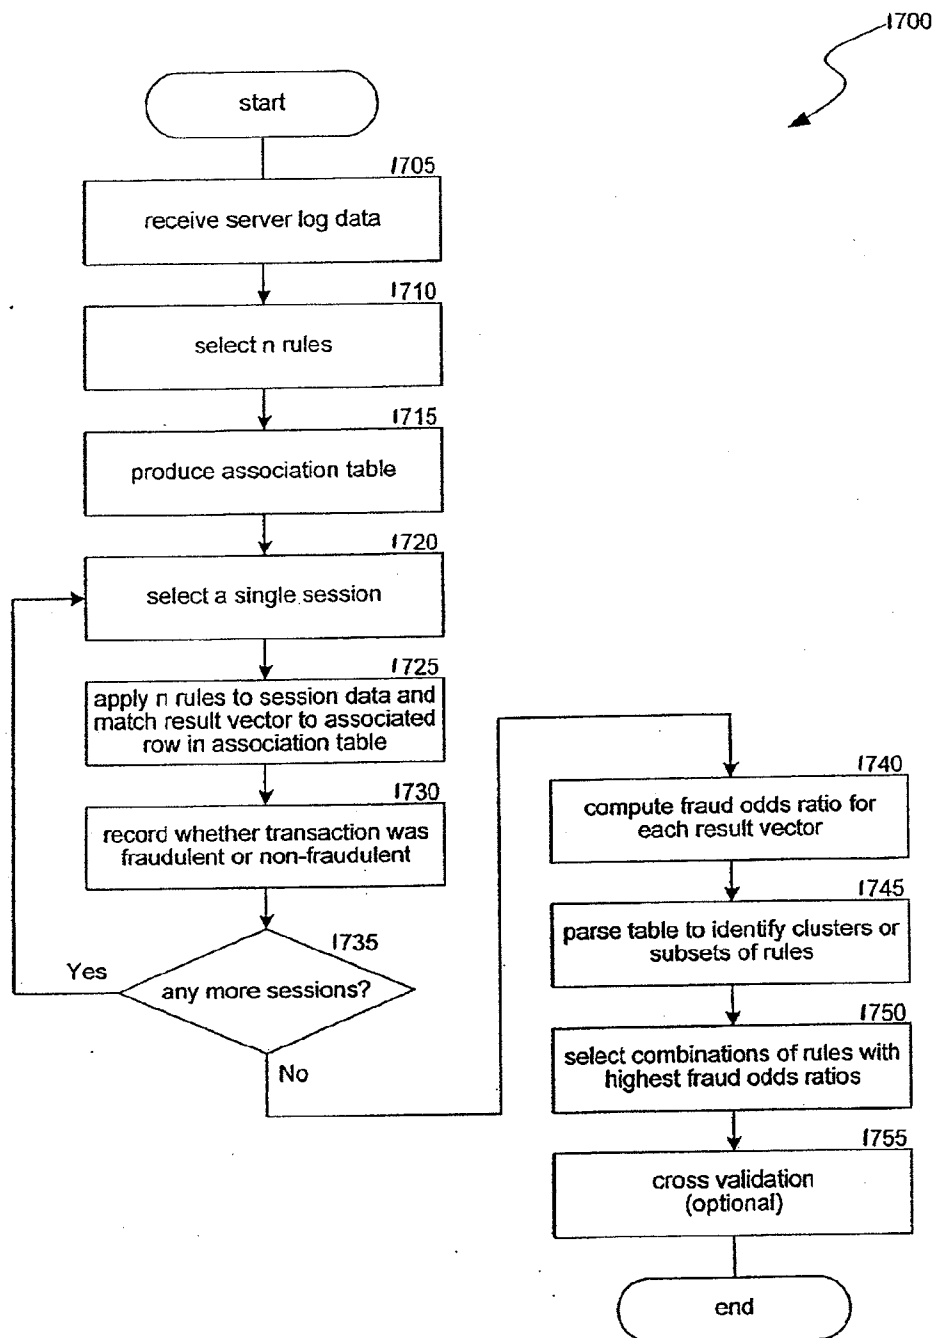 1700
start
1705
receive server log data
1710
select n rules
1715
produce association table
1720
select a single session
1725
apply n rules to session data and
match result vector to associated
row in association table
1730
record whether transaction was
fraudulent or non-fraudulent
1735
Yes
any more sessions?
No
1740
compute fraud odds ratio for
each result vector
1745
parse table to identify clusters or
subsets of rules
1750
select combinations of rules with
highest fraud odds ratios
1755
cross validation
(optional)
end